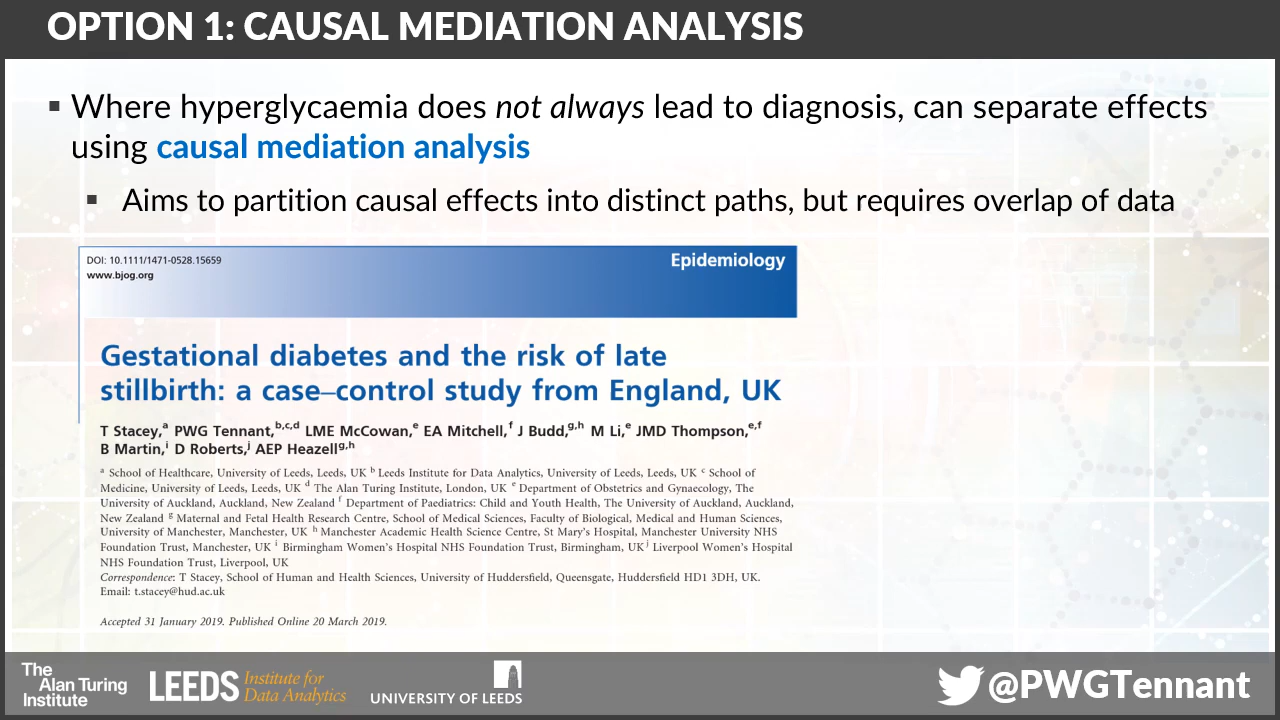 OPTION 1: CAUSAL MEDIATION ANALYSIS
▪ Where hyperglycaemia does not always lead to diagnosis, can separate effects
using causal mediation analysis
▪ Aims to partition causal effects into distinct paths, but requires overlap of data
DOI: 10.1111/1471-0528.15659
www.bjog.org
Epidemiology
Gestational diabetes and the risk of late
stillbirth: a case–control study from England, UK
T Stacey,a PWG Tennant,b,c,d LME McCowan,e EA Mitchell,f J Budd,g,h M Li,e JMD Thompson,e,f
B Martin,i D Roberts,j AEP Heazellg,h
a School of Healthcare, University of Leeds, Leeds, UK b Leeds Institute for Data Analytics, University of Leeds, Leeds, UK c School of
Medicine, University of Leeds, Leeds, UK d The Alan Turing Institute, London, UK e Department of Obstetrics and Gynaecology, The
University of Auckland, Auckland, New Zealand f Department of Paediatrics: Child and Youth Health, The University of Auckland, Auckland,
New Zealand g Maternal and Fetal Health Research Centre, School of Medical Sciences, Faculty of Biological, Medical and Human Sciences,
University of Manchester, Manchester, UK h Manchester Academic Health Science Centre, St Mary's Hospital, Manchester University NHS
Foundation Trust, Manchester, UK i Birmingham Women's Hospital NHS Foundation Trust, Birmingham, UK j Liverpool Women's Hospital
NHS Foundation Trust, Liverpool, UK
Correspondence: T Stacey, School of Human and Health Sciences, University of Huddersfield, Queensgate, Huddersfield HD1 3DH, UK.
Email: t.stacey@hud.ac.uk
Accepted 31 January 2019. Published Online 20 March 2019.
The
Alan Turing
Institute
LEEDS Institute for
Data Analytics
UNIVERSITY OF LEEDS
@PWGTennant